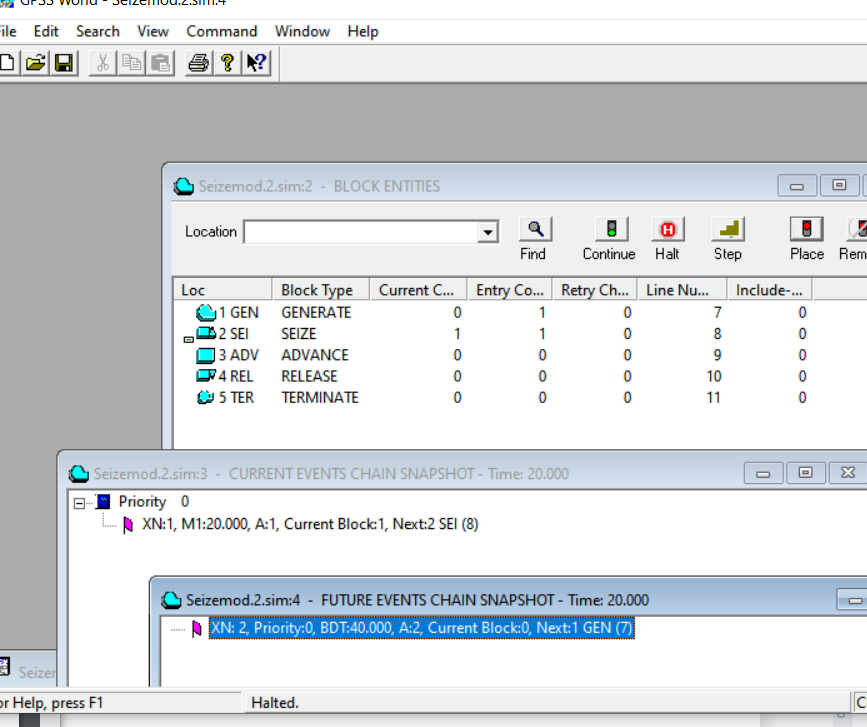 GPSS World - Seizemod.2.sim:4
File Edit Search View Command Window Help
Seizemod.2.sim:2 - BLOCK ENTITIES
Location
Find Continue Halt Step Place Rem
Loc Block Type Current C... Entry Co... Retry Ch... Line Nu... Include-...
1 GEN GENERATE 0 1 0 7 0
2 SEI SEIZE 1 1 0 8 0
3 ADV ADVANCE 0 0 0 9 0
4 REL RELEASE 0 0 0 10 0
5 TER TERMINATE 0 0 0 11 0
Seizemod.2.sim:3 - CURRENT EVENTS CHAIN SNAPSHOT - Time: 20.000
Priority 0
XN:1, M1:20.000, A:1, Current Block:1, Next:2 SEI (8)
Seizemod.2.sim:4 - FUTURE EVENTS CHAIN SNAPSHOT - Time: 20.000
XN: 2, Priority:0, BDT:40.000, A:2, Current Block:0, Next:1 GEN (7)
Seizer
or Help, press F1 Halted.